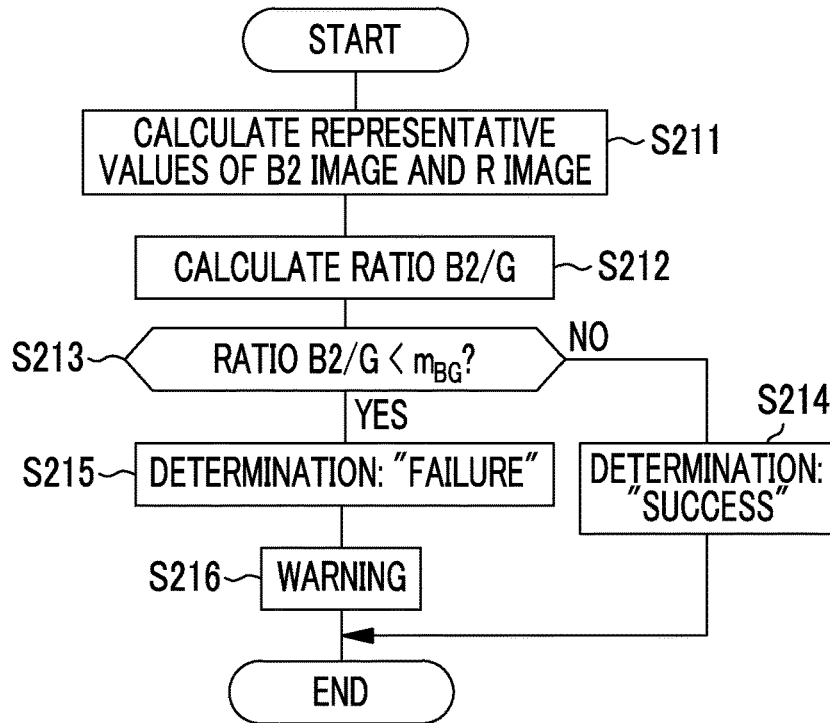 START
CALCULATE REPRESENTATIVE
VALUES OF B2 IMAGE AND R IMAGE
S211
CALCULATE RATIO B2/G
S212
S213
RATIO B2/G < mBG?
NO
YES
S214
S215
DETERMINATION: "FAILURE"
DETERMINATION:
"SUCCESS"
S216
WARNING
END